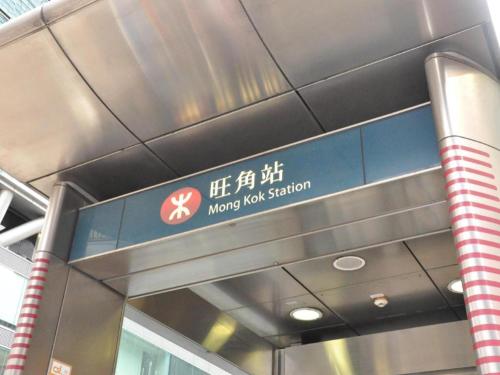 旺角站
Mong Kok Station